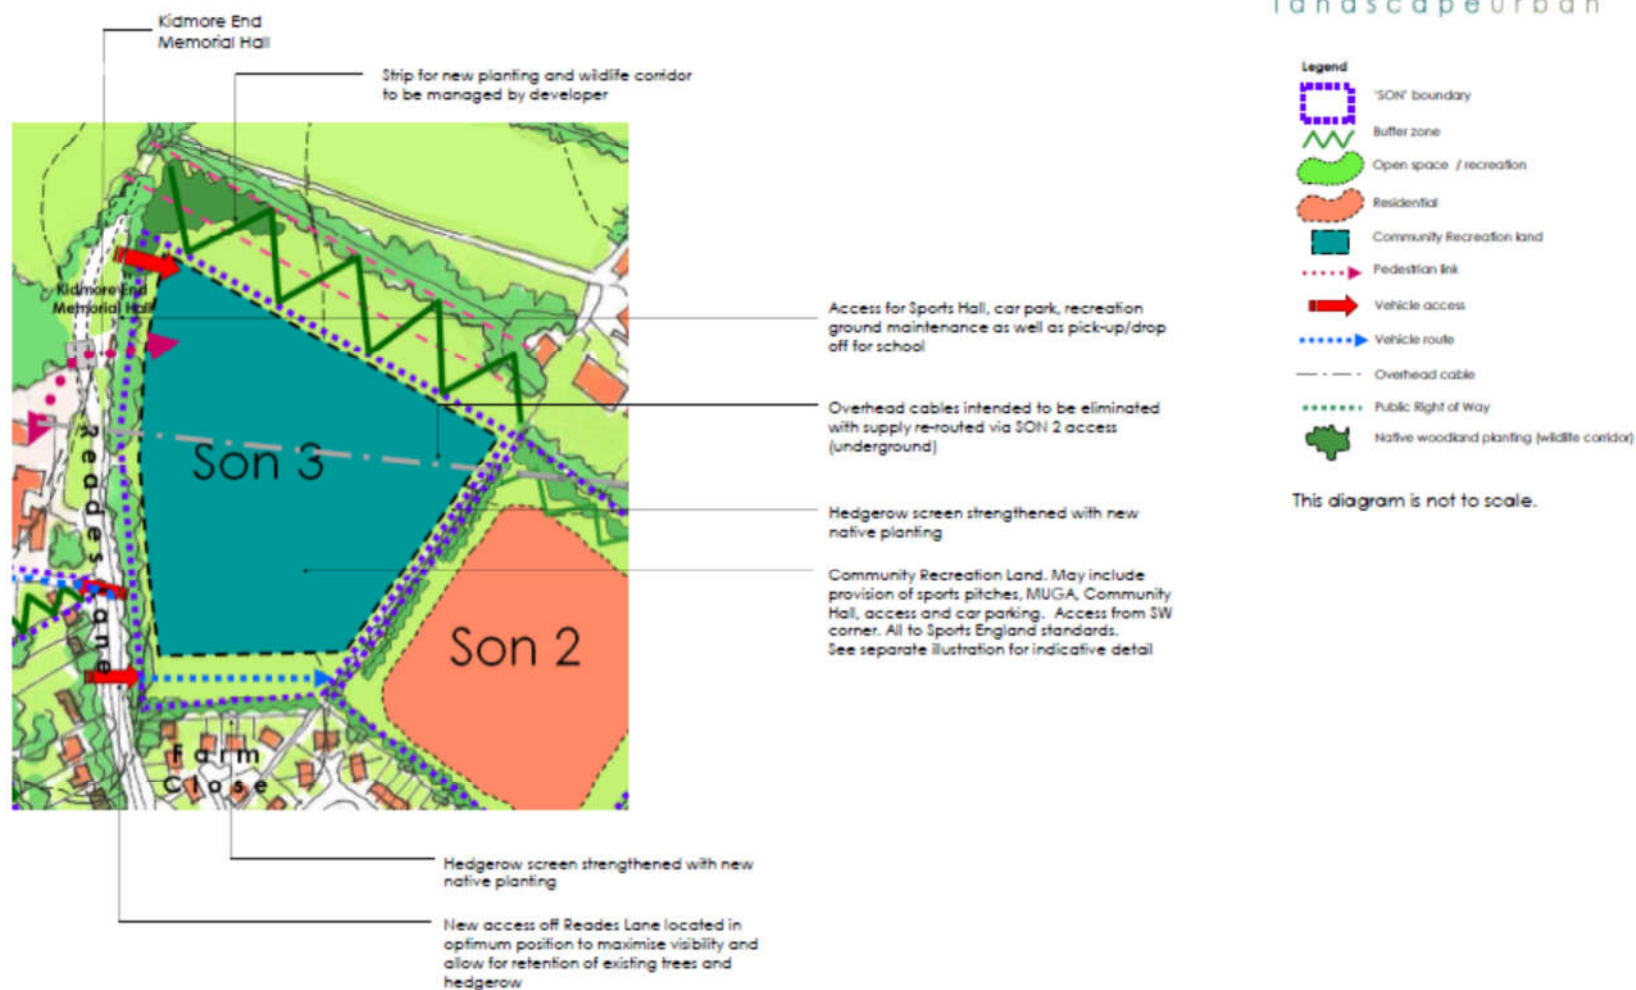 landscapeurban
Kidmore End
Memorial Hall
Strip for new planting and wildlife corridor
to be managed by developer
Legend
'SON' boundary
Buffer zone
Open space / recreation
Residential
Community Recreation land
Pedestrian link
Vehicle access
Vehicle route
Overhead cable
Public Right of Way
Native woodland planting (wildlife corridor)
This diagram is not to scale.
Kidmore End
Memorial Hall
Access for Sports Hall, car park, recreation
ground maintenance as well as pick-up/drop
off for school
Overhead cables intended to be eliminated
with supply re-routed via SON 2 access
(underground)
Son 3
Reades Lane
Hedgerow screen strengthened with new
native planting
Community Recreation Land. May include
provision of sports pitches, MUGA, Community
Hall, access and car parking. Access from SW
corner. All to Sports England standards.
See separate illustration for indicative detail
Son 2
Farm
Close
Hedgerow screen strengthened with new
native planting
New access off Reades Lane located in
optimum position to maximise visibility and
allow for retention of existing trees and
hedgerow